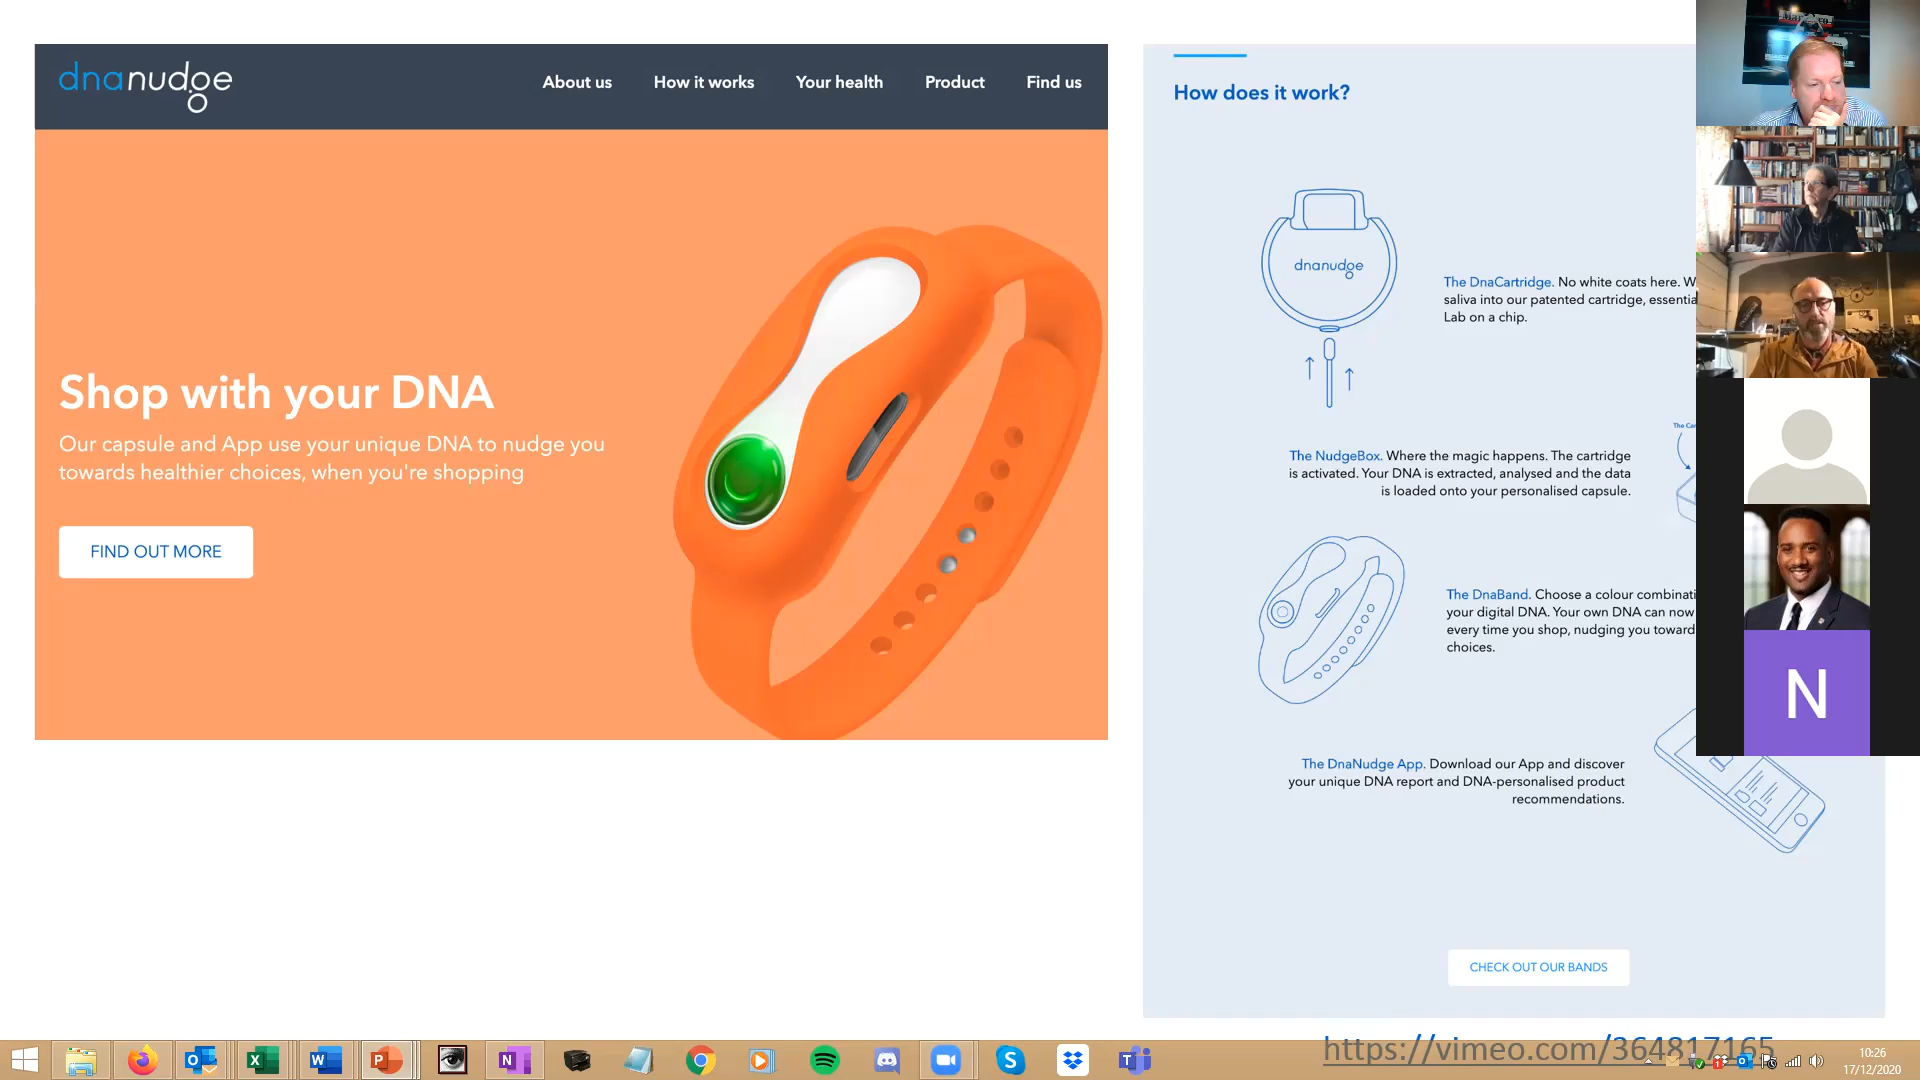 dnanudge
About us
How it works
Your health
Product
Find us
Shop with your DNA
Our capsule and App use your unique DNA to nudge you
towards healthier choices, when you're shopping
FIND OUT MORE
How does it work?
dnanudge
The DnaCartridge. No white coats here. W
saliva into our patented cartridge, essentia
Lab on a chip.
The NudgeBox. Where the magic happens. The cartridge
is activated. Your DNA is extracted, analysed and the data
is loaded onto your personalised capsule.
The Car
The DnaBand. Choose a colour combinati
your digital DNA. Your own DNA can now
every time you shop, nudging you toward
choices.
The DnaNudge App. Download our App and discover
your unique DNA report and DNA-personalised product
recommendations.
CHECK OUT OUR BANDS
N
https://vimeo.com/364817165
10:26
17/12/2020